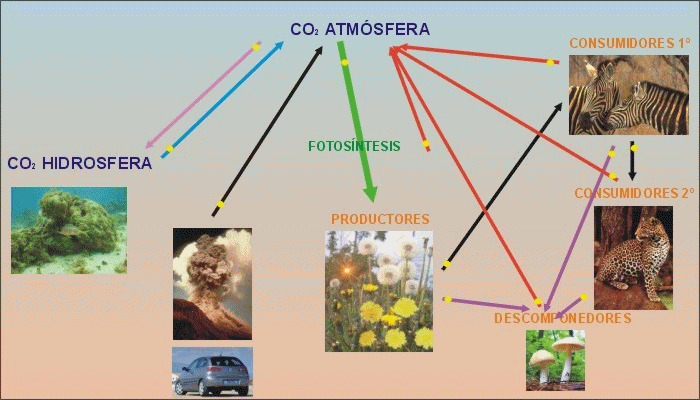 CO₂ ATMÓSFERA
CONSUMIDORES 1º
FOTOSÍNTESIS
CO₂ HIDROSFERA
CONSUMIDORES 2º
PRODUCTORES
DESCOMPONEDORES